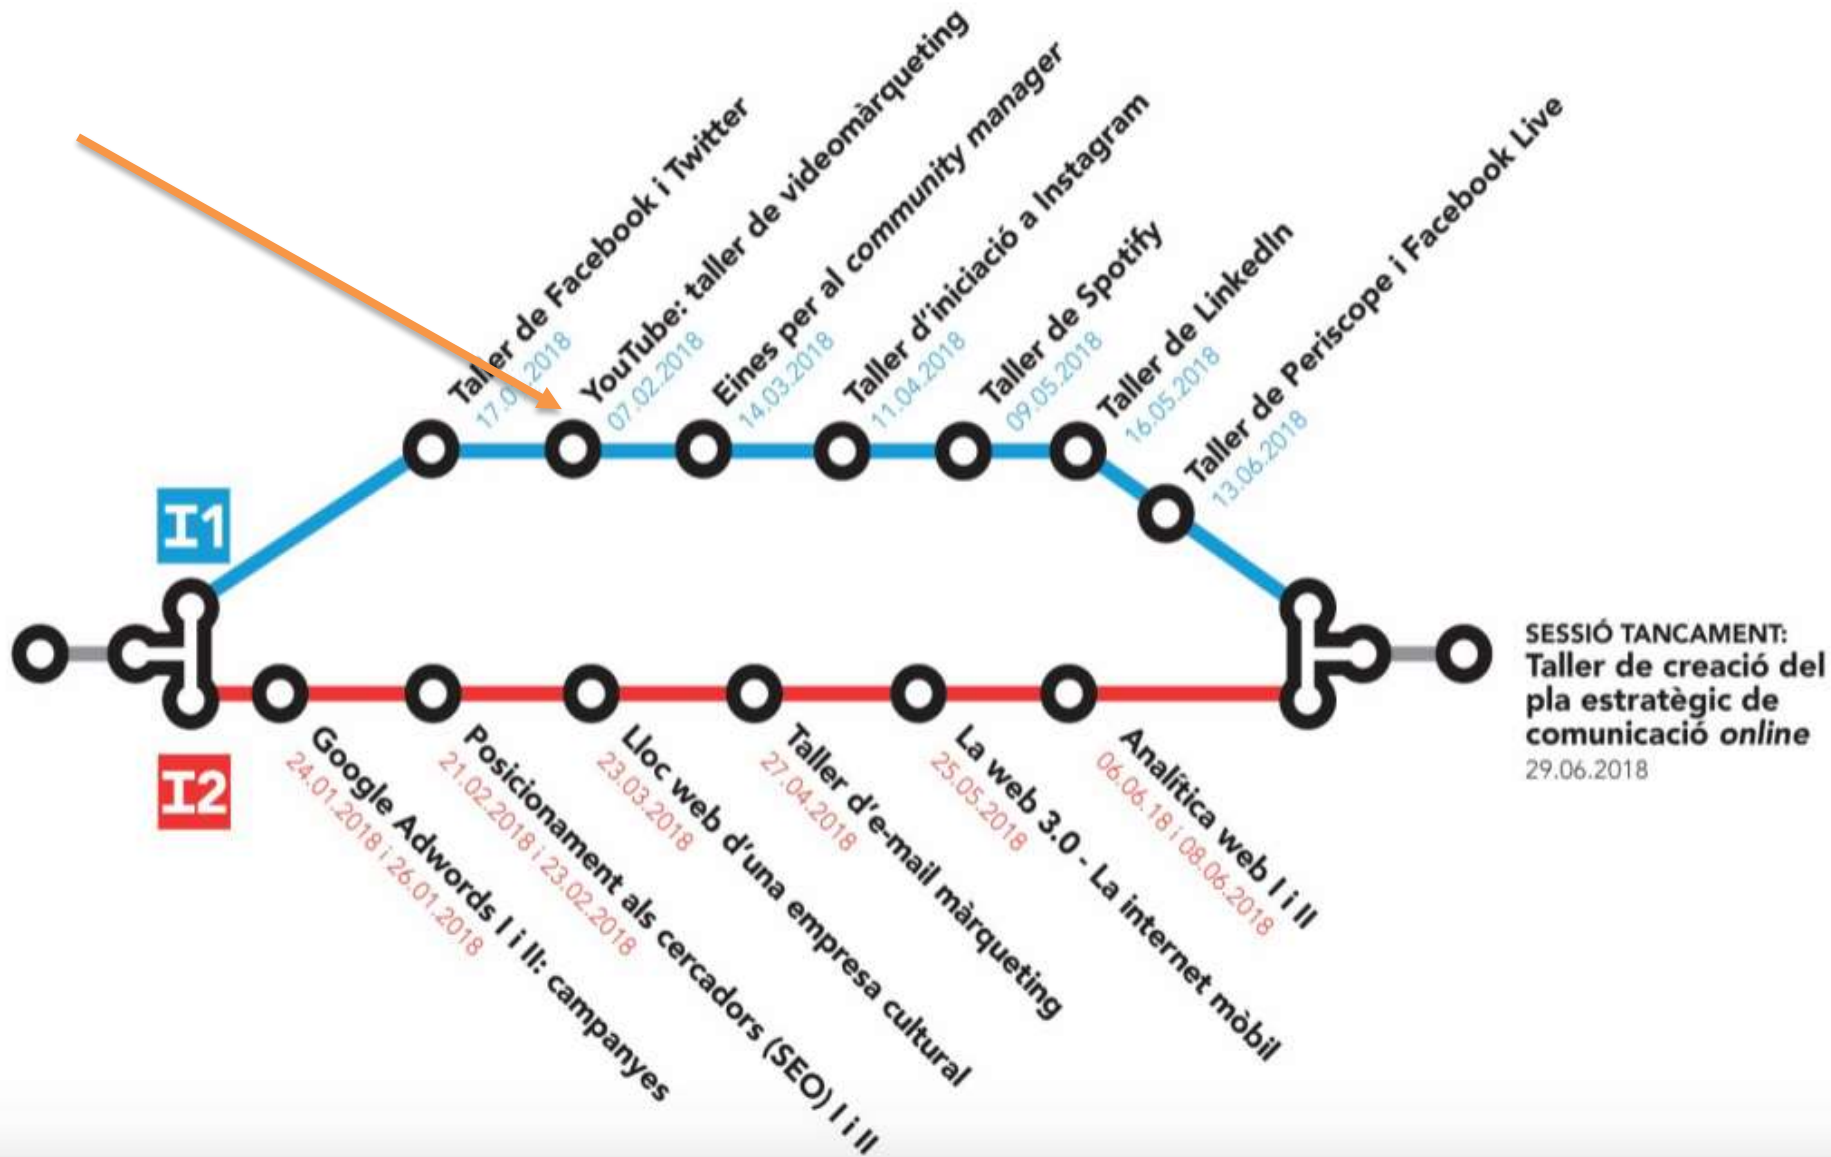 Taller de Facebook i Twitter
2018
YouTube: taller de videomàrqueting
07.02.2018
Eines per al community manager
14.03.2018
Taller d'iniciació a Instagram
11.04.2018
Taller de Spotify
09.05.2018
Taller de LinkedIn
16.05.2018
Taller de Periscope i Facebook Live
13.06.2018
I1
I2
Google Adwords I i II: campanyes
24.01.2018 i 26.01.2018
Posicionament als cercadors (SEO) I i II
21.02.2018 i 23.02.2018
Lloc web d'una empresa cultural
23.03.2018
Taller d'e-mail màrqueting
27.04.2018
La web 3.0 - La internet mòbil
25.05.2018
Analítica web I i II
06.06.18 i 08.06.2018
SESSIÓ TANCAMENT:
Taller de creació del
pla estratègic de
comunicació online
29.06.2018